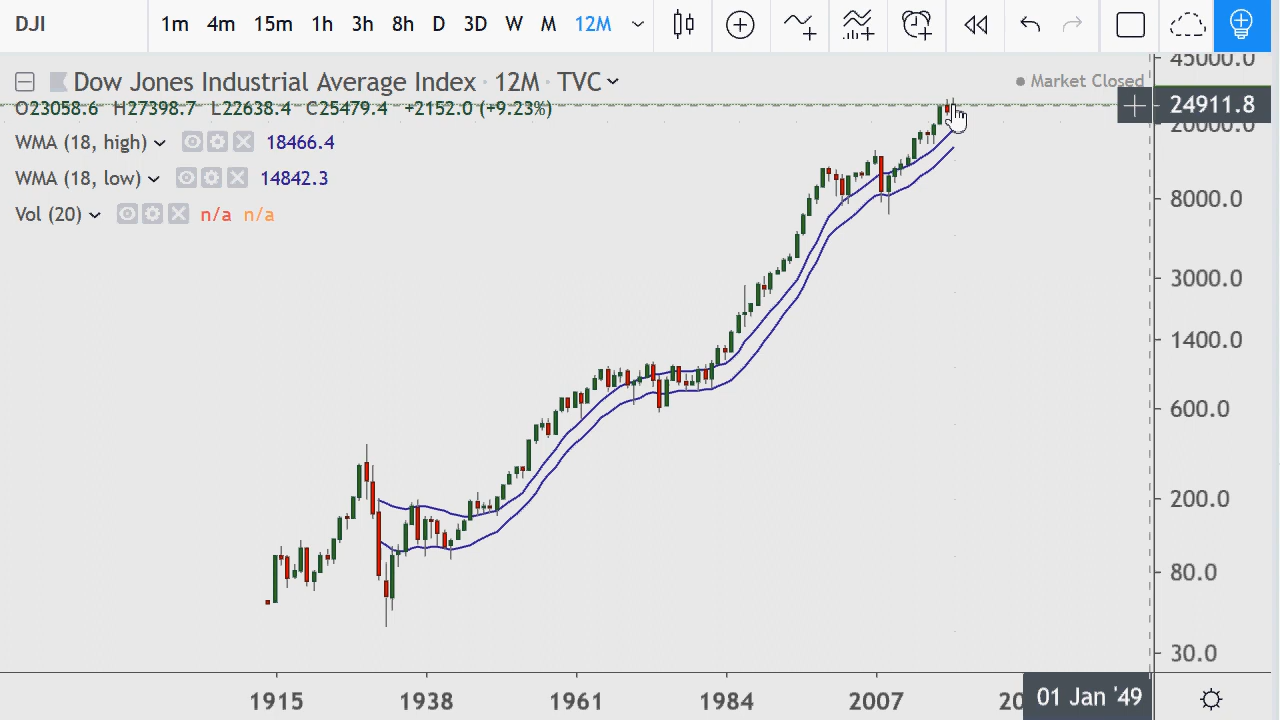 DJI 1m 4m 15m 1h 3h 8h D 3D W M 12M
Dow Jones Industrial Average Index · 12M · TVC
Market Closed
O23058.6 H27398.7 L22638.4 C25479.4 +2152.0 (+9.23%)
WMA (18, high) 18466.4
WMA (18, low) 14842.3
Vol (20) n/a n/a
45000.0
24911.8
20000.0
8000.0
3000.0
1400.0
600.0
200.0
80.0
30.0
1915 1938 1961 1984 2007 20 01 Jan '49